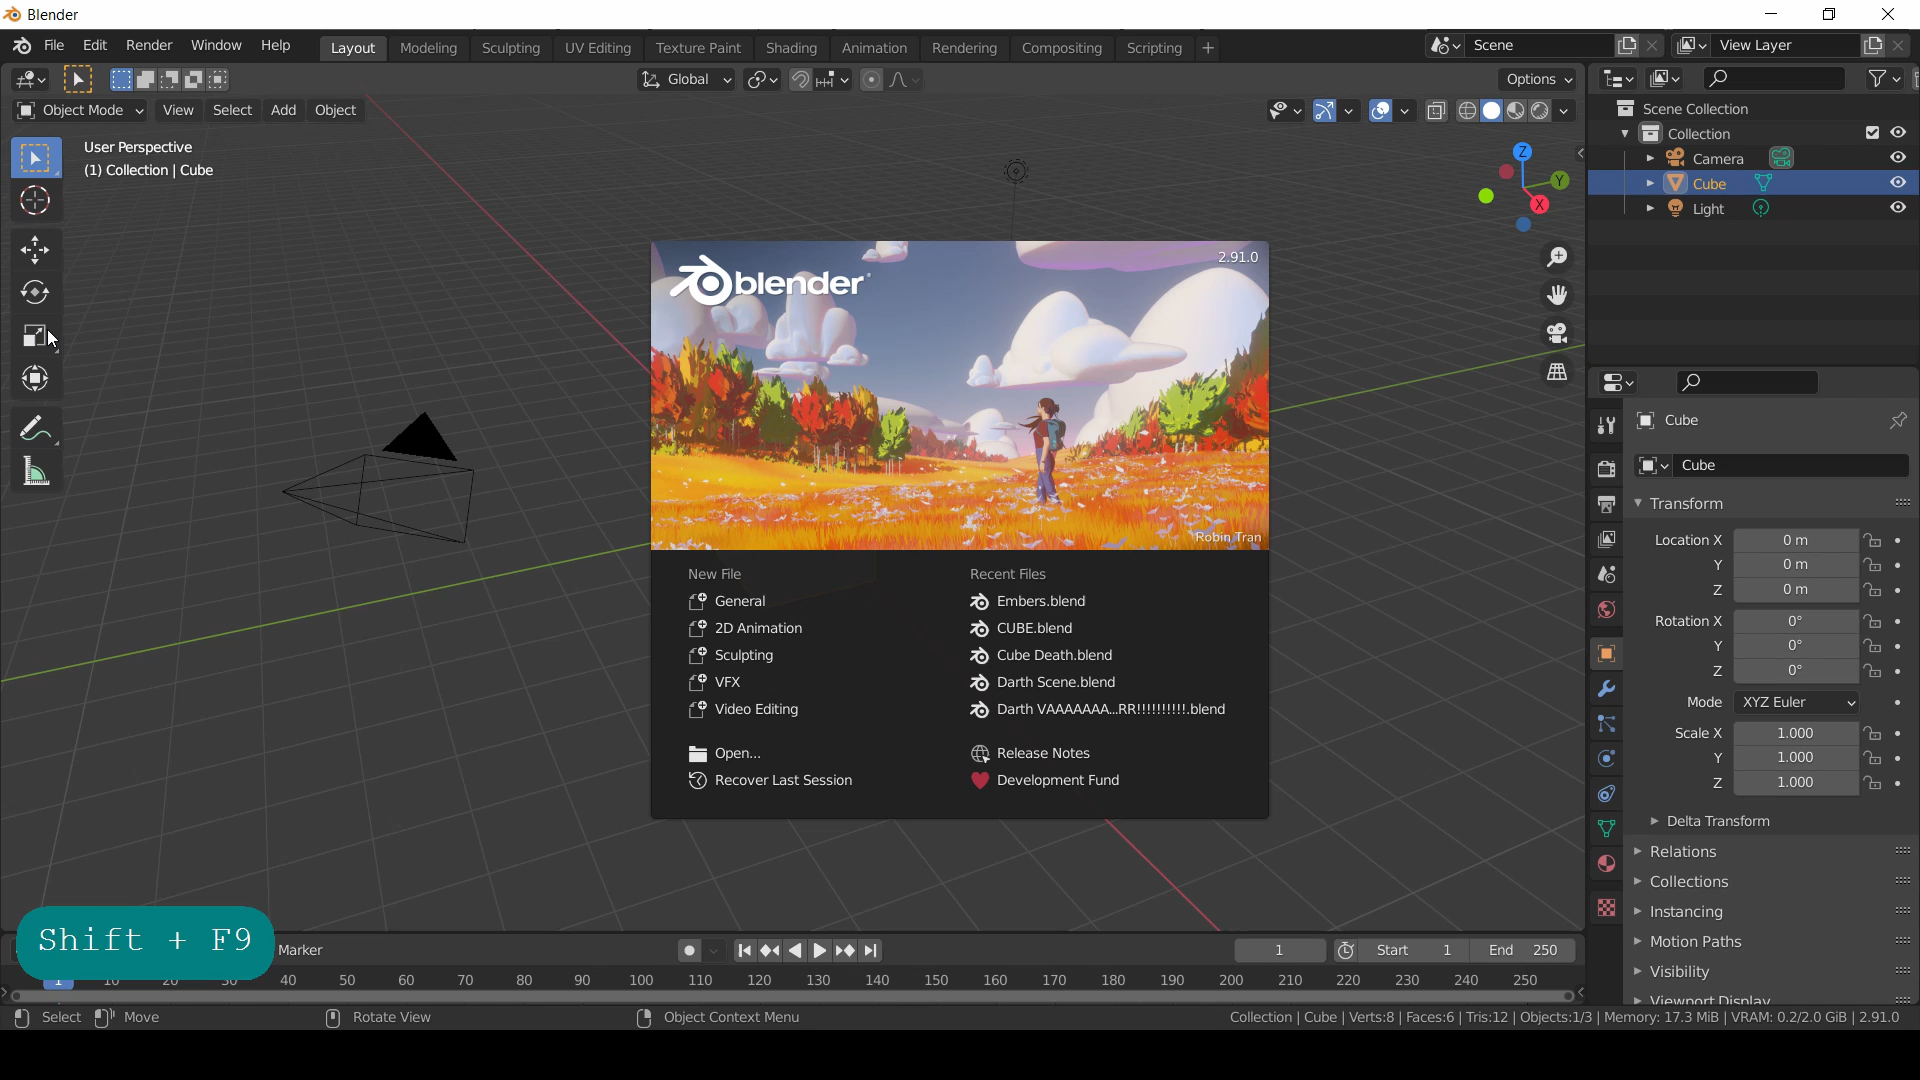 Blender
File Edit Render Window Help
Layout Modeling Sculpting UV Editing Texture Paint Shading Animation Rendering Compositing Scripting +
Scene
View Layer
Global
Options
Object Mode View Select Add Object
User Perspective
(1) Collection | Cube
Z
Y
X
Scene Collection
Collection
Camera
Cube
Light
blender
2.91.0
Robin Tran
New File
General
2D Animation
Sculpting
VFX
Video Editing
Open...
Recover Last Session
Recent Files
Embers.blend
CUBE.blend
Cube Death.blend
Darth Scene.blend
Darth VAAAAAAA...RR!!!!!!!!!!.blend
Release Notes
Development Fund
Cube
Cube
Transform
Location X 0 m
Y 0 m
Z 0 m
Rotation X 0°
Y 0°
Z 0°
Mode XYZ Euler
Scale X 1.000
Y 1.000
Z 1.000
Delta Transform
Relations
Collections
Instancing
Motion Paths
Visibility
Viewport Display
Shift + F9
Marker
1
Start 1
End 250
1 10 20 30 40 50 60 70 80 90 100 110 120 130 140 150 160 170 180 190 200 210 220 230 240 250
Select Move Rotate View Object Context Menu
Collection | Cube | Verts:8 | Faces:6 | Tris:12 | Objects:1/3 | Memory: 17.3 MiB | VRAM: 0.2/2.0 GiB | 2.91.0